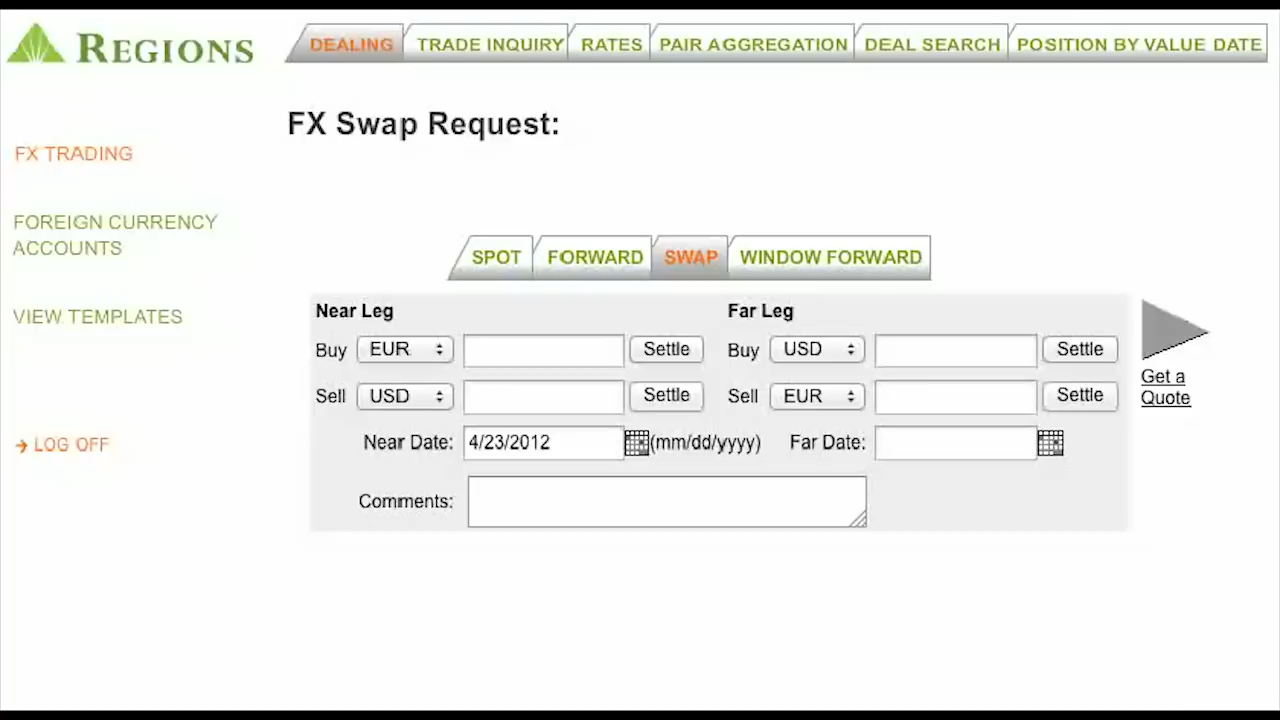 REGIONS
DEALING TRADE INQUIRY RATES PAIR AGGREGATION DEAL SEARCH POSITION BY VALUE DATE
FX Swap Request:
FX TRADING
FOREIGN CURRENCY
ACCOUNTS
VIEW TEMPLATES
LOG OFF
SPOT FORWARD SWAP WINDOW FORWARD
Near Leg Far Leg
Buy EUR Settle Buy USD Settle
Sell USD Settle Sell EUR Settle
Near Date: 4/23/2012 (mm/dd/yyyy) Far Date:
Comments:
Get a
Quote